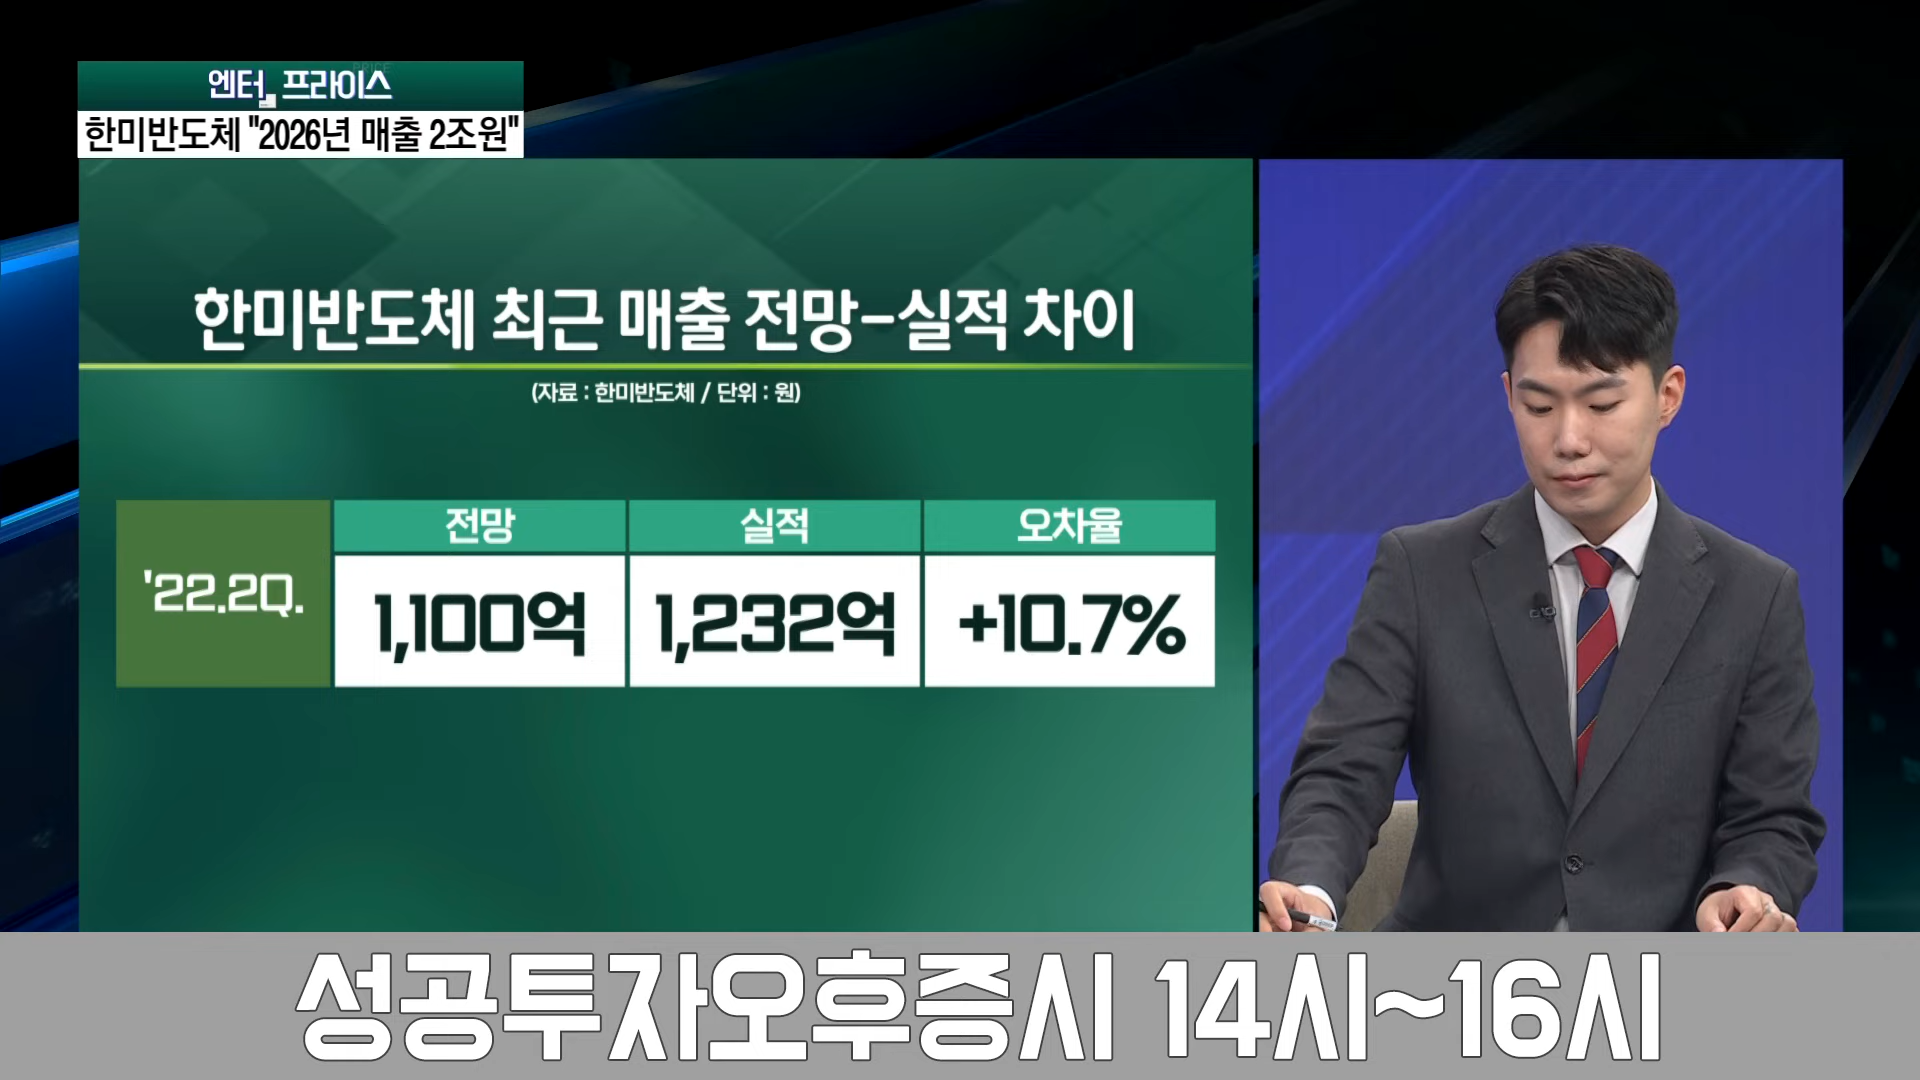 PRICE
엔터 프라이스
한미반도체 "2026년 매출 2조원"
한미반도체 최근 매출 전망-실적 차이
(자료 : 한미반도체 / 단위 : 원)
전망 실적 오차율
'22.2Q. 1,100억 1,232억 +10.7%
성공투자오후증시 14시~16시